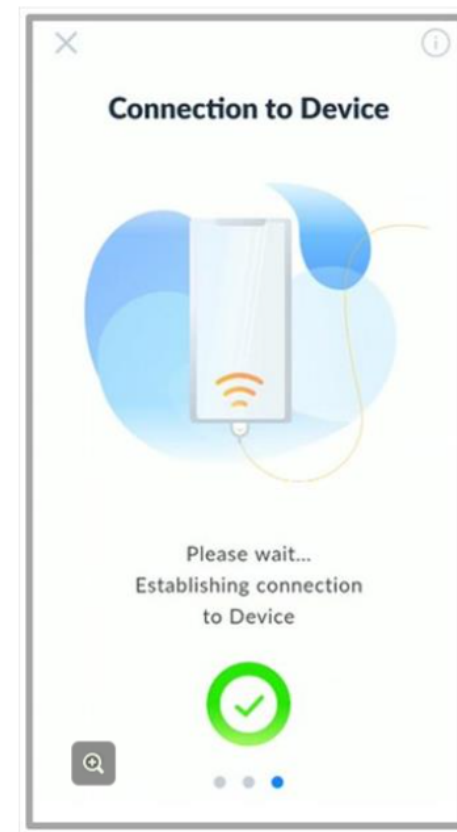 Connection to Device
Please wait...
Establishing connection
to Device